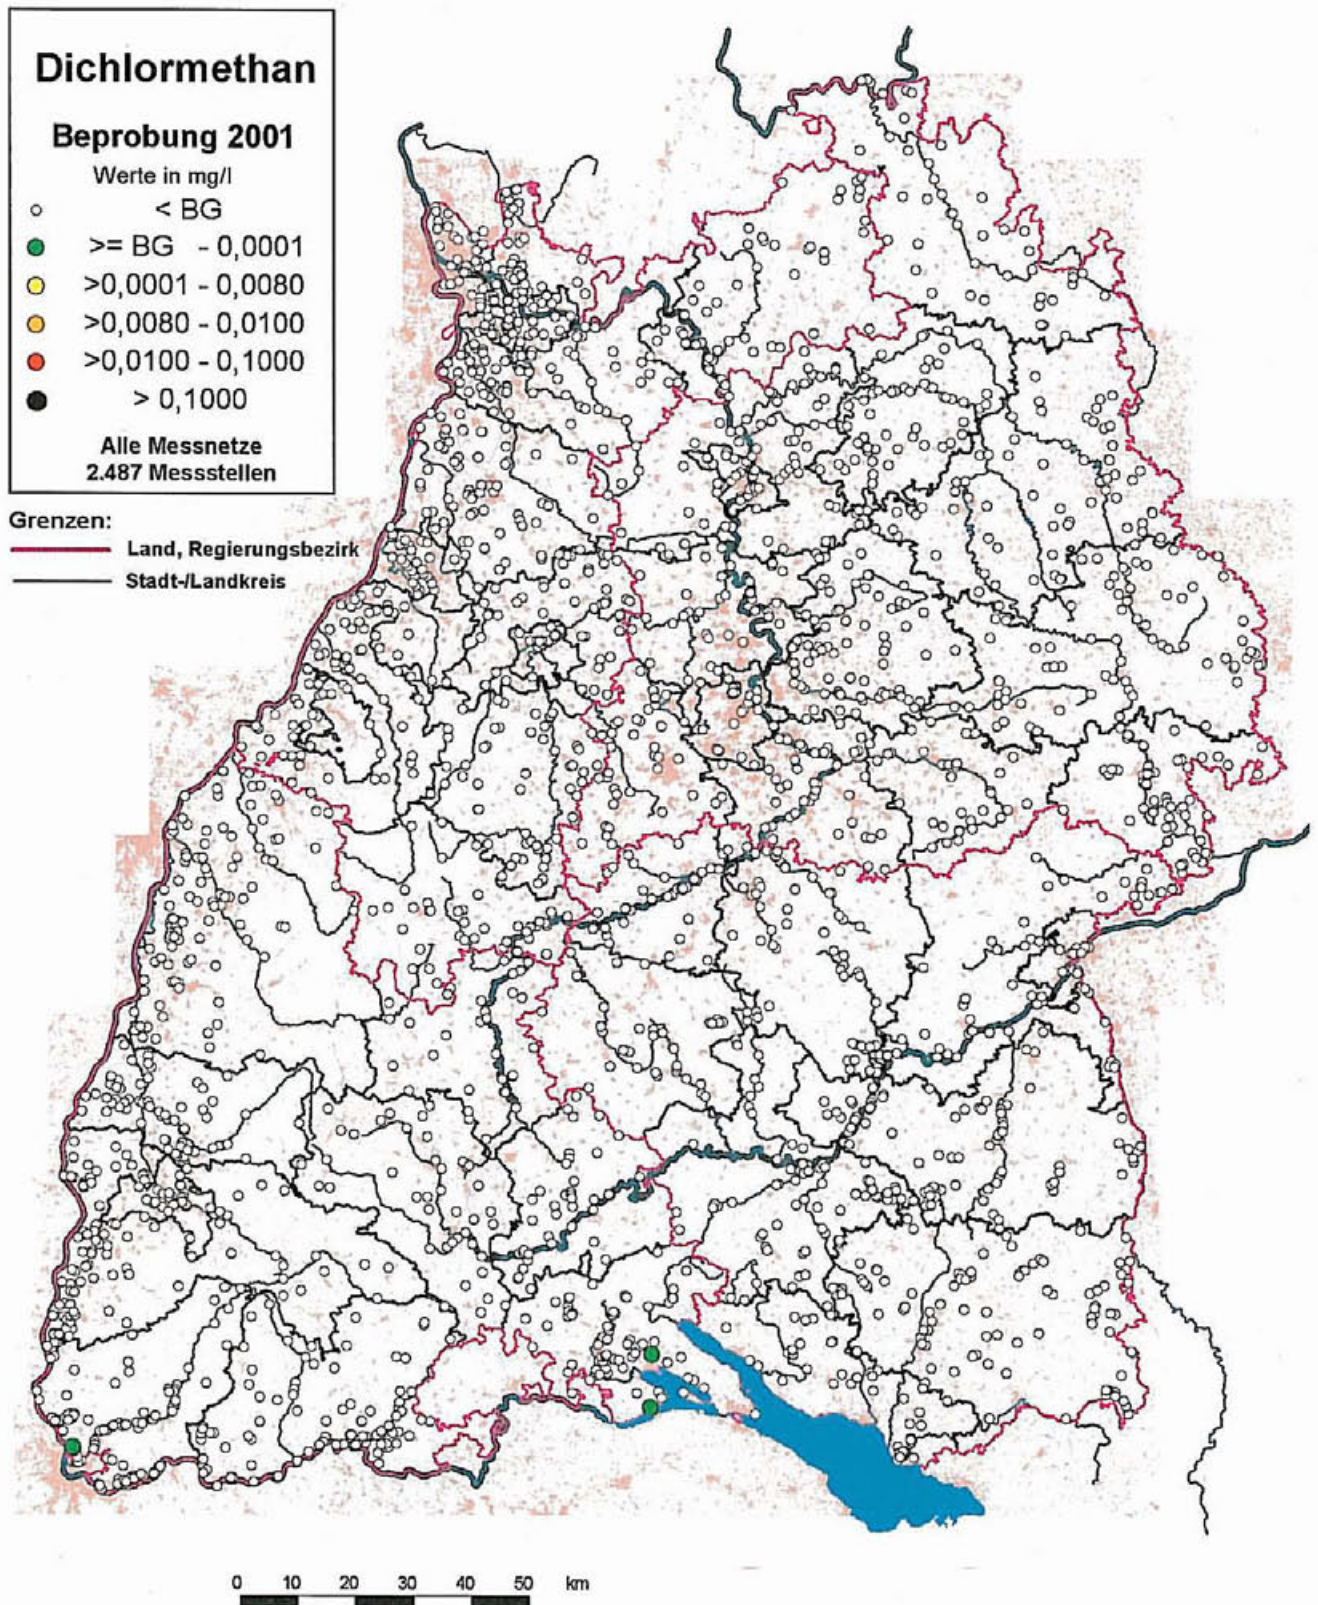 Dichlormethan
Beprobung 2001
Werte in mg/l
< BG
>= BG - 0,0001
>0,0001 - 0,0080
>0,0080 - 0,0100
>0,0100 - 0,1000
> 0,1000
Alle Messnetze
2.487 Messstellen
Grenzen:
Land, Regierungsbezirk
Stadt-/Landkreis
0 10 20 30 40 50 km